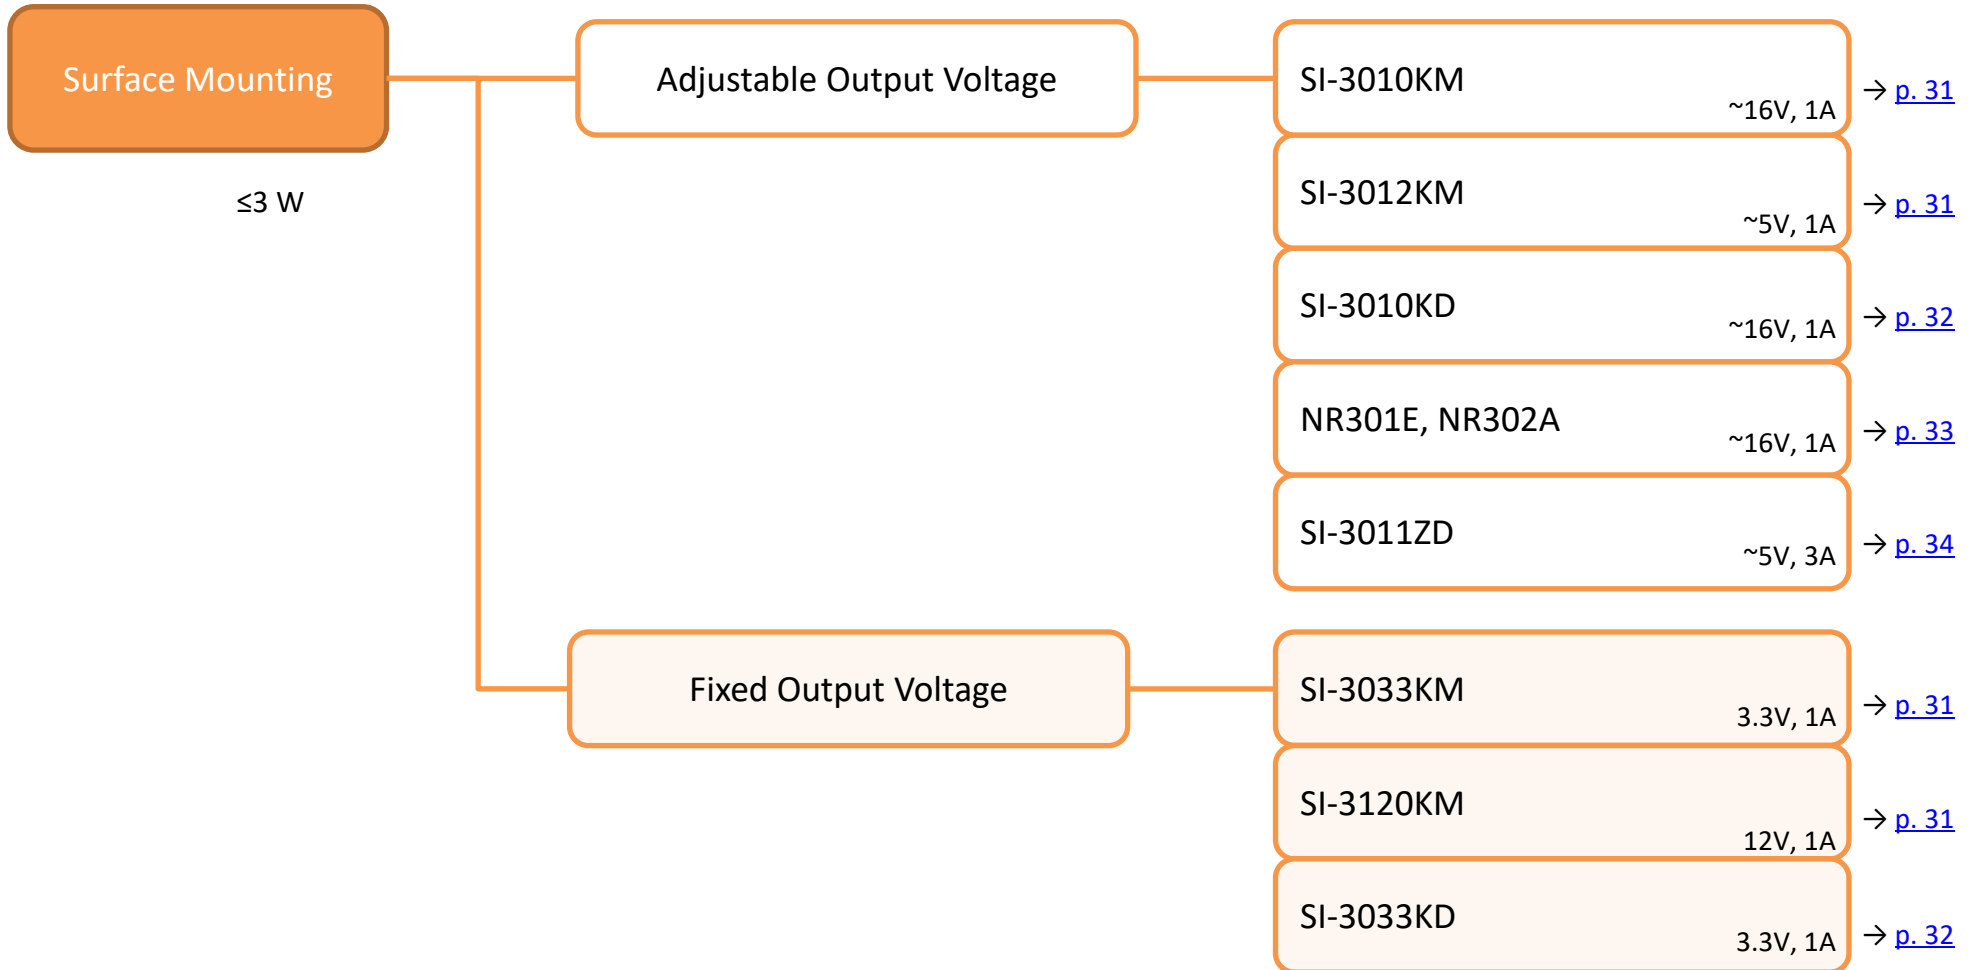 Surface Mounting
≤3 W
Adjustable Output Voltage
SI-3010KM
~16V, 1A
→ p. 31
SI-3012KM
~5V, 1A
→ p. 31
SI-3010KD
~16V, 1A
→ p. 32
NR301E, NR302A
~16V, 1A
→ p. 33
SI-3011ZD
~5V, 3A
→ p. 34
Fixed Output Voltage
SI-3033KM
3.3V, 1A
→ p. 31
SI-3120KM
12V, 1A
→ p. 31
SI-3033KD
3.3V, 1A
→ p. 32